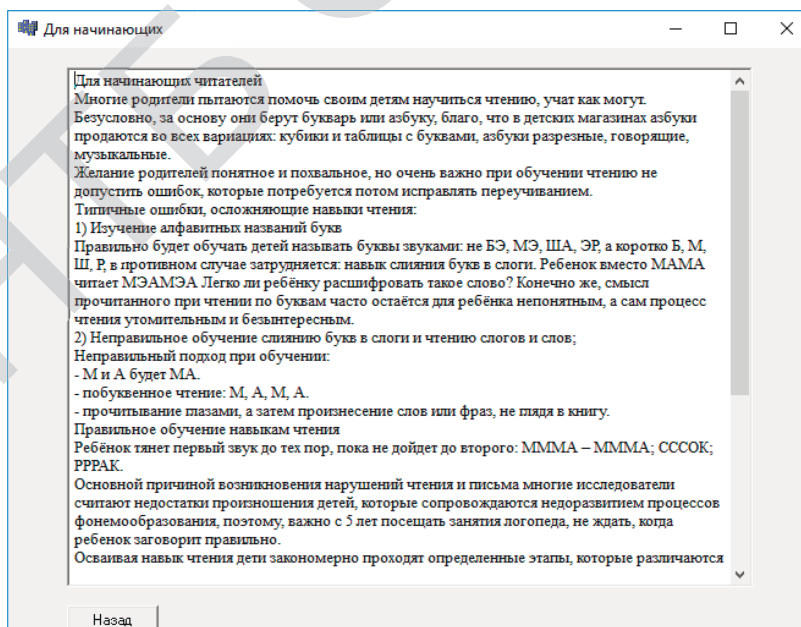 Для начинающих
Для начинающих читателей
Многие родители пытаются помочь своим детям научиться чтению, учат как могут.
Безусловно, за основу они берут букварь или азбуку, благо, что в детских магазинах азбуки
продаются во всех вариациях: кубики и таблицы с буквами, азбуки разрезные, говорящие,
музыкальные.
Желание родителей понятное и похвальное, но очень важно при обучении чтению не
допустить ошибок, которые потребуется потом исправлять переучиванием.
Типичные ошибки, осложняющие навыки чтения:
1) Изучение алфавитных названий букв
Правильно будет обучать детей называть буквы звуками: не БЭ, МЭ, ША, ЭР, а коротко Б, М,
Ш, Р, в противном случае затрудняется: навык слияния букв в слоги. Ребенок вместо МАМА
читает МЭАМЭА Легко ли ребёнку расшифровать такое слово? Конечно же, смысл
прочитанного при чтении по буквам часто остаётся для ребёнка непонятным, а сам процесс
чтения утомительным и безынтересным.
2) Неправильное обучение слиянию букв в слоги и чтению слогов и слов;
Неправильный подход при обучении:
- М и А будет МА.
- побуквенное чтение: М, А, М, А.
- прочитывание глазами, а затем произнесение слов или фраз, не глядя в книгу.
Правильное обучение навыкам чтения
Ребёнок тянет первый звук до тех пор, пока не дойдет до второго: МММА – МММА; СССОК;
РРРАК.
Основной причиной возникновения нарушений чтения и письма многие исследователи
считают недостатки произношения детей, которые сопровождаются недоразвитием процессов
фонемообразования, поэтому, важно с 5 лет посещать занятия логопеда, не ждать, когда
ребенок заговорит правильно.
Осваивая навык чтения дети закономерно проходят определенные этапы, которые различаются
Назад